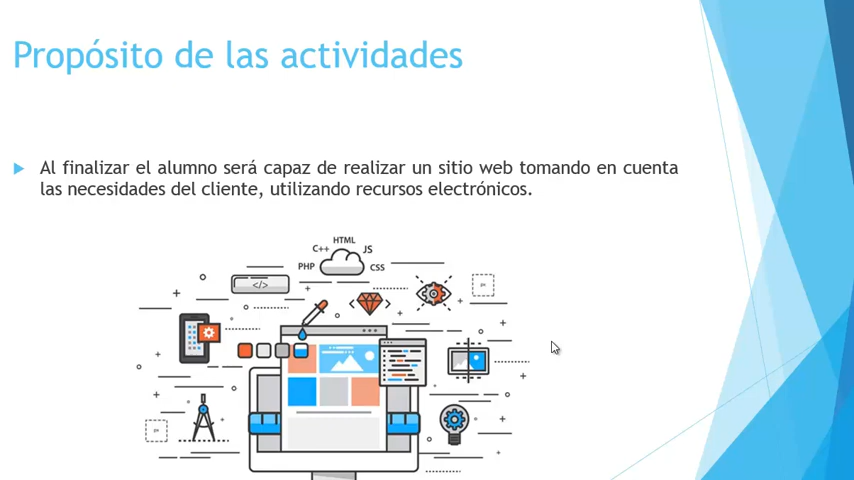 Propósito de las actividades
Al finalizar el alumno será capaz de realizar un sitio web tomando en cuenta
las necesidades del cliente, utilizando recursos electrónicos.
HTML
C++ JS
PHP CSS
</>